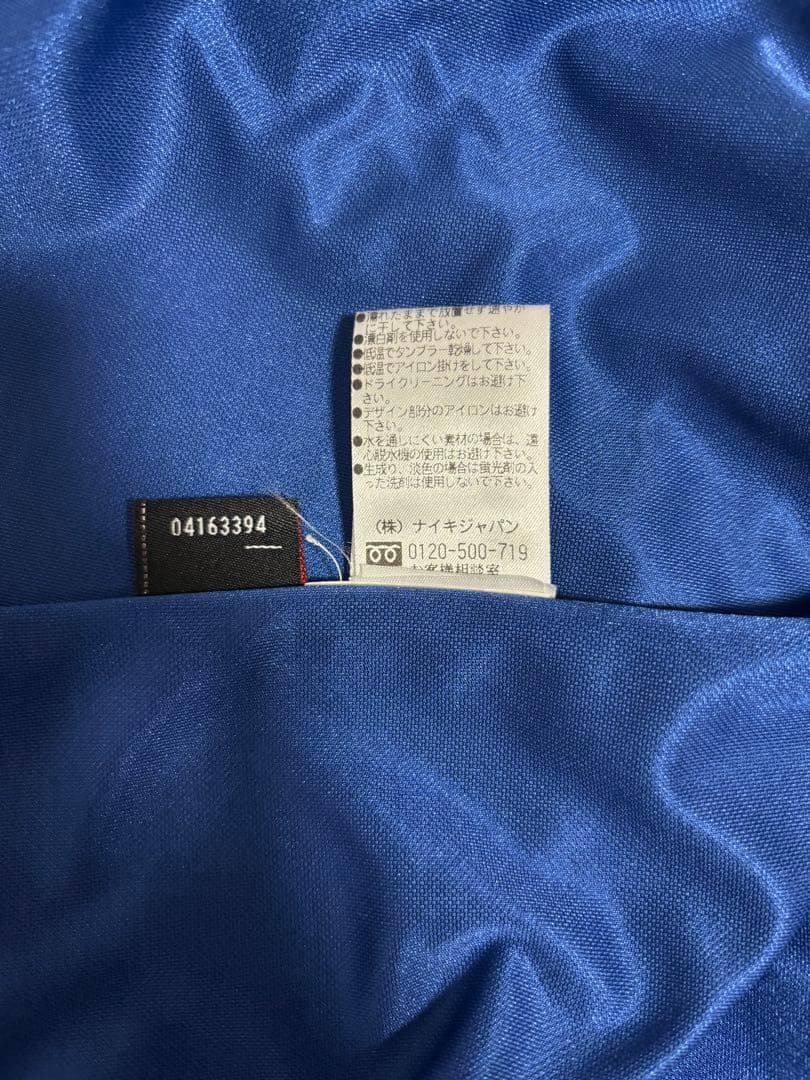 ●濡れたままで放置せず速やか
に干して下さい。
●漂白剤を使用しないで下さい。
●低温でタンブラー乾燥して下さい。
●低温でアイロン掛けをして下さい。
●ドライクリーニングはお避け下
さい。
●デザイン部分のアイロンはお避け
下さい。
●水を通しにくい素材の場合は、遠
心脱水機の使用はお避け下さい。
●生成り、淡色の場合は蛍光剤の入
った洗剤は使用しないで下さい。
04163394
(株) ナイキジャパン
0120-500-719
お客様相談室